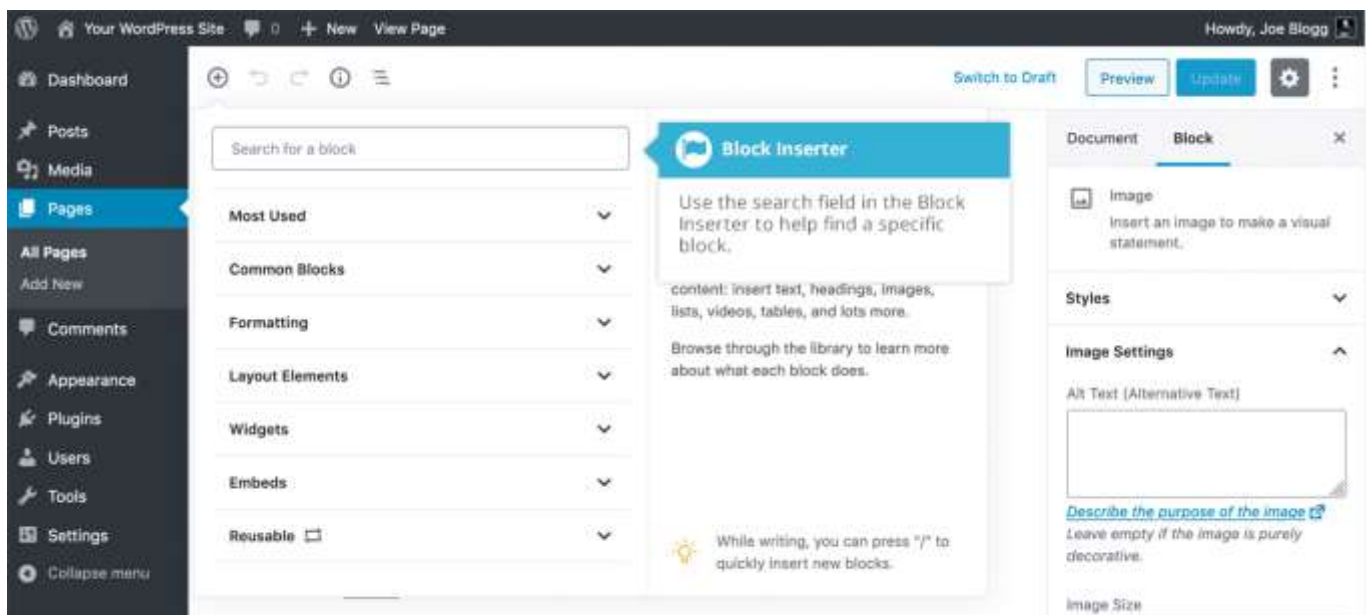 Your WordPress Site 0 + New View Page
Howdy, Joe Blogg
Dashboard
Posts
Media
Pages
All Pages
Add New
Comments
Appearance
Plugins
Users
Tools
Settings
Collapse menu
Switch to Draft
Preview
Update
Search for a block
Most Used
Common Blocks
Formatting
Layout Elements
Widgets
Embeds
Reusable
Block Inserter
Use the search field in the Block
Inserter to help find a specific
block.
content: insert text, headings, images,
lists, videos, tables, and lots more.
Browse through the library to learn more
about what each block does.
While writing, you can press "/" to
quickly insert new blocks.
Document Block
Image
Insert an image to make a visual
statement.
Styles
Image Settings
Alt Text (Alternative Text)
Describe the purpose of the image
Leave empty if the image is purely
decorative.
Image Size